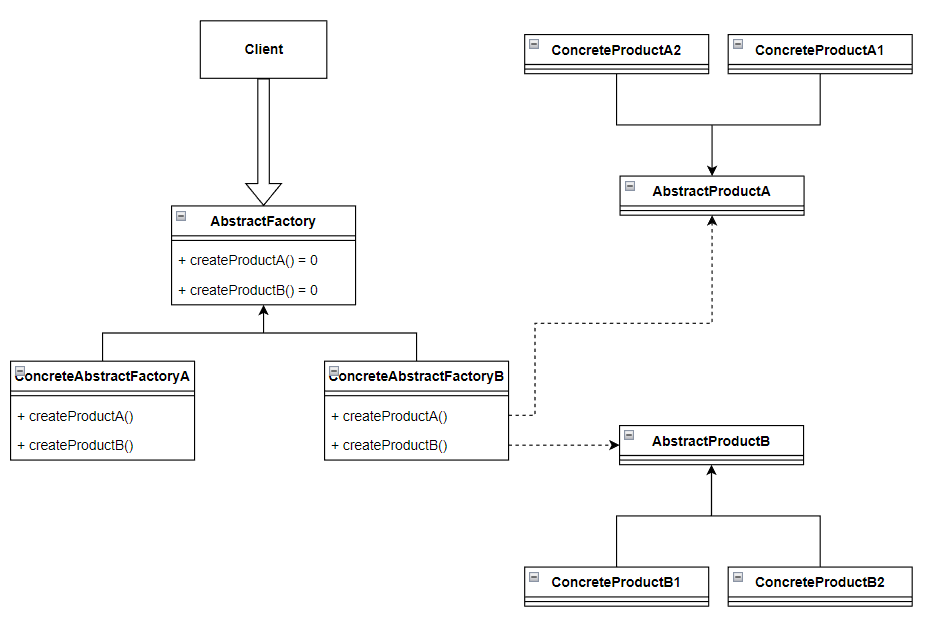 Client
ConcreteProductA2
ConcreteProductA1
AbstractProductA
AbstractFactory
+ createProductA() = 0
+ createProductB() = 0
ConcreteAbstractFactoryA
+ createProductA()
+ createProductB()
ConcreteAbstractFactoryB
+ createProductA()
+ createProductB()
AbstractProductB
ConcreteProductB1
ConcreteProductB2